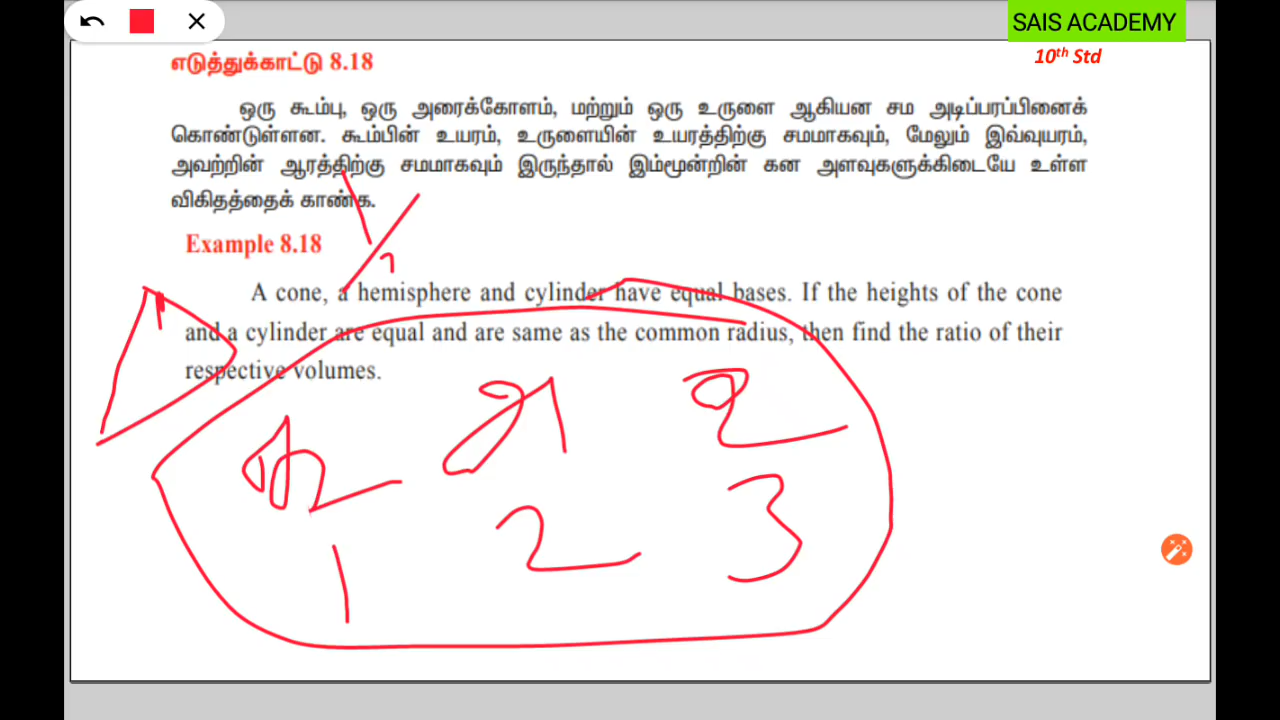 SAIS ACADEMY
10th Std
எடுத்துக்காட்டு 8.18
ஒரு கூம்பு, ஒரு அரைக்கோளம், மற்றும் ஒரு உருளை ஆகியன சம அடிப்பரப்பினைக்
கொண்டுள்ளன. கூம்பின் உயரம், உருளையின் உயரத்திற்கு சமமாகவும், மேலும் இவ்வுயரம்,
அவற்றின் ஆரத்திற்கு சமமாகவும் இருந்தால் இம்மூன்றின் கன அளவுகளுக்கிடையே உள்ள
விகிதத்தைக் காண்க.
Example 8.18
A cone, a hemisphere and cylinder have equal bases. If the heights of the cone
and a cylinder are equal and are same as the common radius, then find the ratio of their
respective volumes.
கூ அ உ
1 2 3